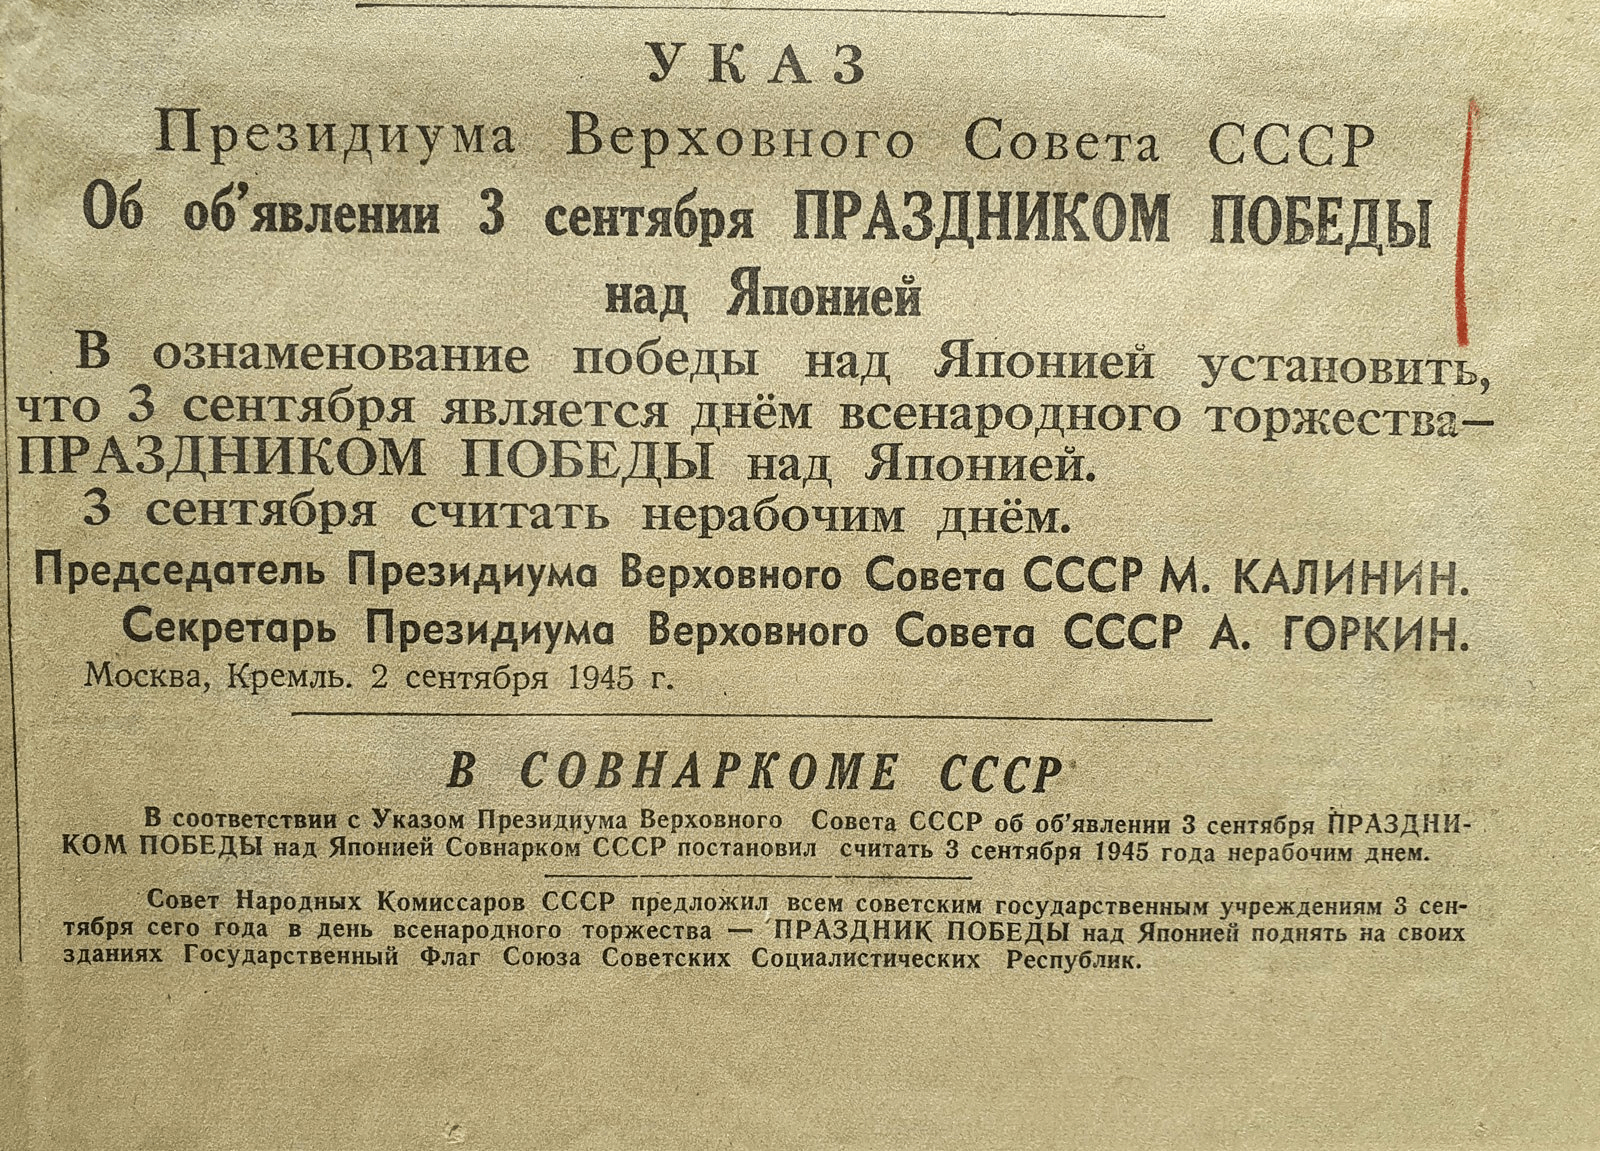 УКАЗ
Президиума Верховного Совета СССР
Об об’явлении 3 сентября ПРАЗДНИКОМ ПОБЕДЫ
над Японией
В ознаменование победы над Японией установить,
что 3 сентября является днём всенародного торжества—
ПРАЗДНИКОМ ПОБЕДЫ над Японией.
3 сентября считать нерабочим днём.
Председатель Президиума Верховного Совета СССР М. КАЛИНИН.
Секретарь Президиума Верховного Совета СССР А. ГОРКИН.
Москва, Кремль. 2 сентября 1945 г.
В СОВНАРКОМЕ СССР
В соответствии с Указом Президиума Верховного Совета СССР об об’явлении 3 сентября ПРАЗДНИ-
КОМ ПОБЕДЫ над Японией Совнарком СССР постановил считать 3 сентября 1945 года нерабочим днем.
Совет Народных Комиссаров СССР предложил всем советским государственным учреждениям 3 сен-
тября сего года в день всенародного торжества — ПРАЗДНИК ПОБЕДЫ над Японией поднять на своих
зданиях Государственный Флаг Союза Советских Социалистических Республик.